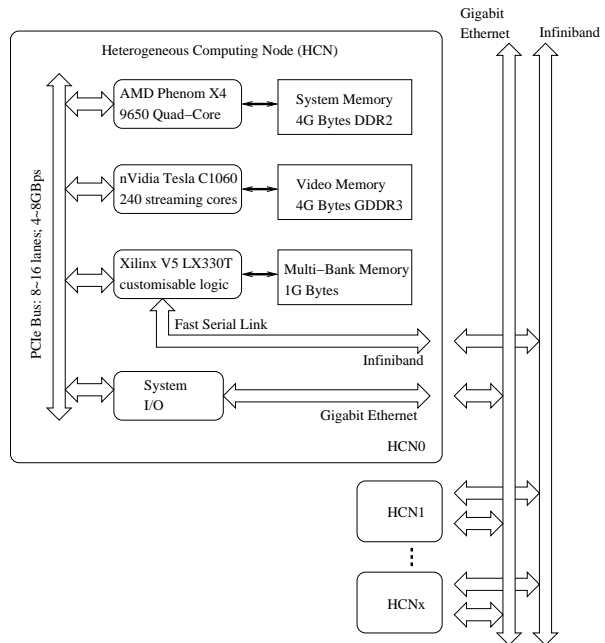 Gigabit
Ethernet
Infiniband
Heterogeneous Computing Node (HCN)
PCIe Bus: 8~16 lanes; 4~8GBps
AMD Phenom X4
9650 Quad−Core
System Memory
4G Bytes DDR2
nVidia Tesla C1060
240 streaming cores
Video Memory
4G Bytes GDDR3
Xilinx V5 LX330T
customisable logic
Multi−Bank Memory
1G Bytes
Fast Serial Link
Infiniband
System
I/O
Gigabit Ethernet
HCN0
HCN1
HCNx